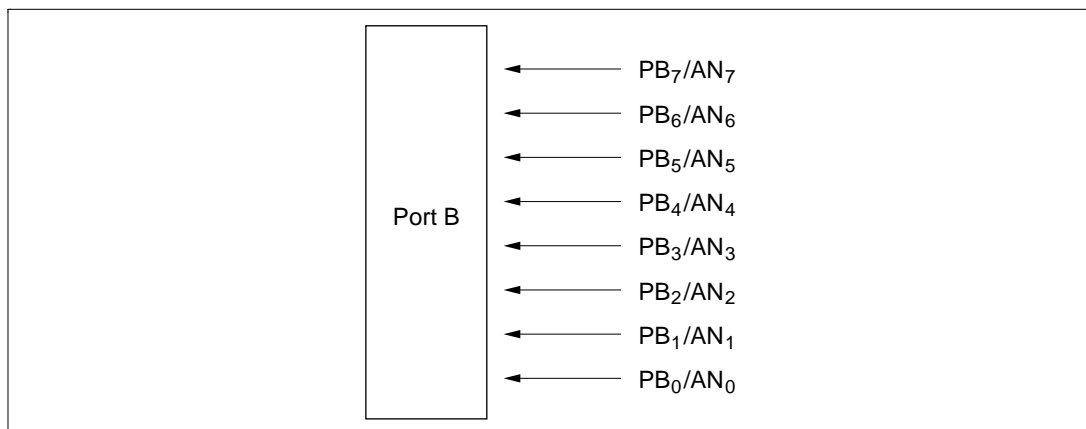 PB₇/AN₇
PB₆/AN₆
PB₅/AN₅
PB₄/AN₄
Port B
PB₃/AN₃
PB₂/AN₂
PB₁/AN₁
PB₀/AN₀